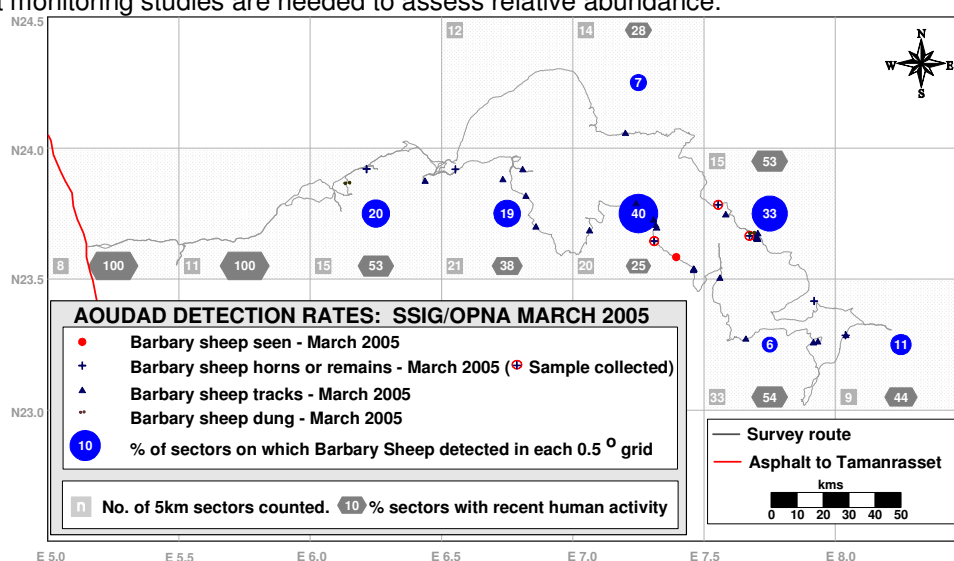 t monitoring studies are needed to assess relative abundance.
N24.5
12
14
28
N
W E
S
7
N24.0
15
53
20
19
40
33
8
100
11
100
15
53
21
38
20
25
N23.5
AOUDAD DETECTION RATES: SSIG/OPNA MARCH 2005
Barbary sheep seen - March 2005
Barbary sheep horns or remains - March 2005 ( Sample collected)
Barbary sheep tracks - March 2005
Barbary sheep dung - March 2005
10 % of sectors on which Barbary Sheep detected in each 0.5 o grid
n No. of 5km sectors counted. 10 % sectors with recent human activity
6
11
33
54
9
44
N23.0
Survey route
Asphalt to Tamanrasset
kms
0 10 20 30 40 50
E 5.0 E 5.5 E 6.0 E 6.5 E 7.0 E 7.5 E 8.0